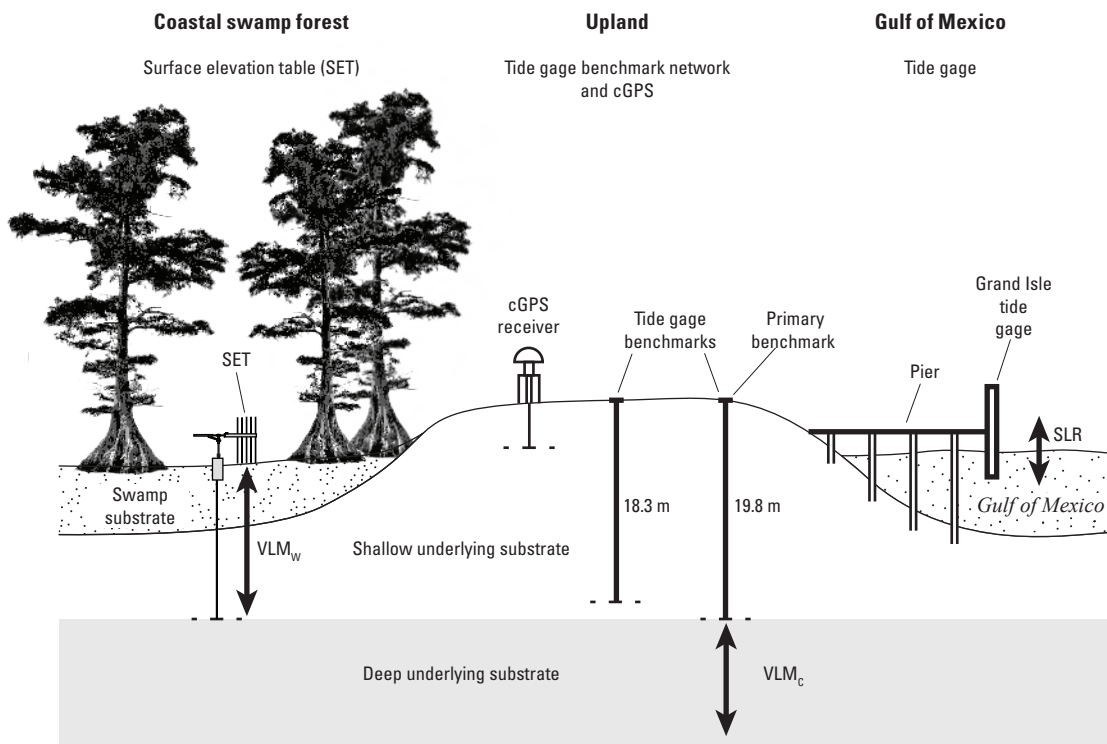 Coastal swamp forest
Surface elevation table (SET)
Upland
Tide gage benchmark network
and cGPS
Gulf of Mexico
Tide gage
cGPS
receiver
Tide gage
benchmarks
Primary
benchmark
Grand Isle
tide
gage
SET
Pier
SLR
Swamp
substrate
18.3 m
19.8 m
Gulf of Mexico
VLMW
Shallow underlying substrate
Deep underlying substrate
VLMC